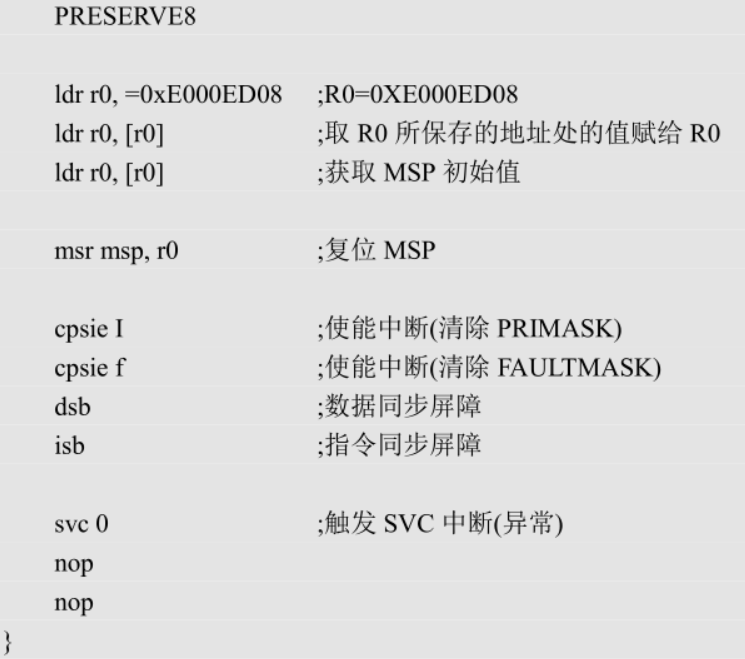 PRESERVE8
ldr r0, =0xE000ED08 ;R0=0XE000ED08
ldr r0, [r0] ;取 R0 所保存的地址处的值赋给 R0
ldr r0, [r0] ;获取 MSP 初始值
msr msp, r0 ;复位 MSP
cpsie I ;使能中断(清除 PRIMASK)
cpsie f ;使能中断(清除 FAULTMASK)
dsb ;数据同步屏障
isb ;指令同步屏障
svc 0 ;触发 SVC 中断(异常)
nop
nop
}